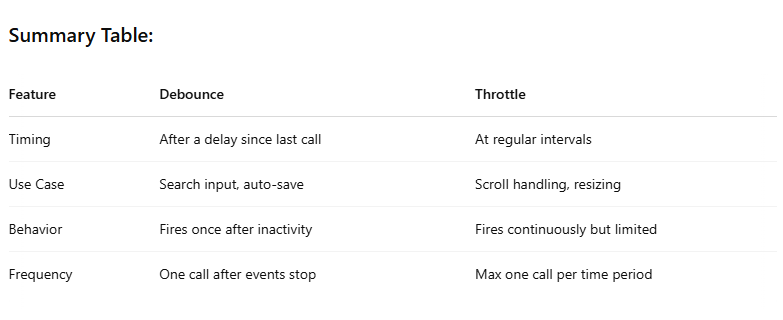 Summary Table:
Feature Debounce Throttle
Timing After a delay since last call At regular intervals
Use Case Search input, auto-save Scroll handling, resizing
Behavior Fires once after inactivity Fires continuously but limited
Frequency One call after events stop Max one call per time period